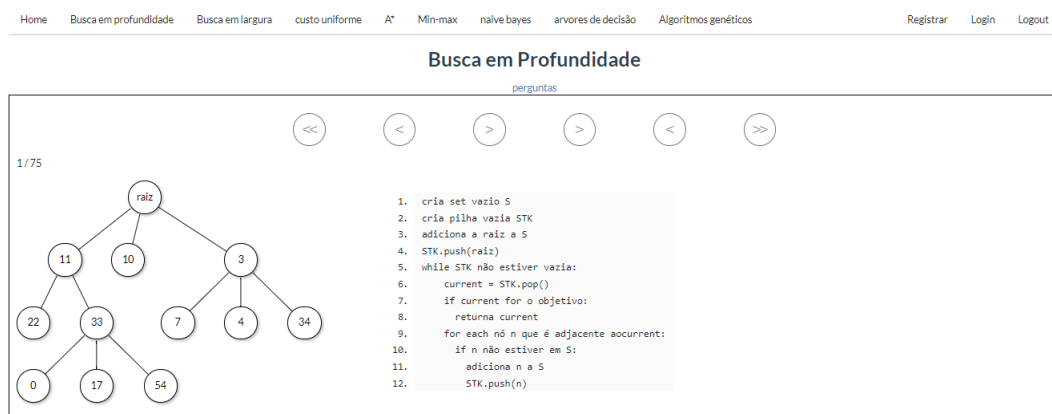 Home Busca em profundidade Busca em largura custo uniforme A* Min-max naive bayes arvores de decisão Algoritmos genéticos Registrar Login Logout
Busca em Profundidade
perguntas
<< < > > < >>
1 / 75
raiz
11 10 3
22 33 7 4 34
0 17 54
1. cria set vazio S
2. cria pilha vazia STK
3. adiciona a raiz a S
4. STK.push(raiz)
5. while STK não estiver vazia:
6. current = STK.pop()
7. if current for o objetivo:
8. returna current
9. for each nó n que é adjacente aocurrent:
10. if n não estiver em S:
11. adiciona n a S
12. STK.push(n)